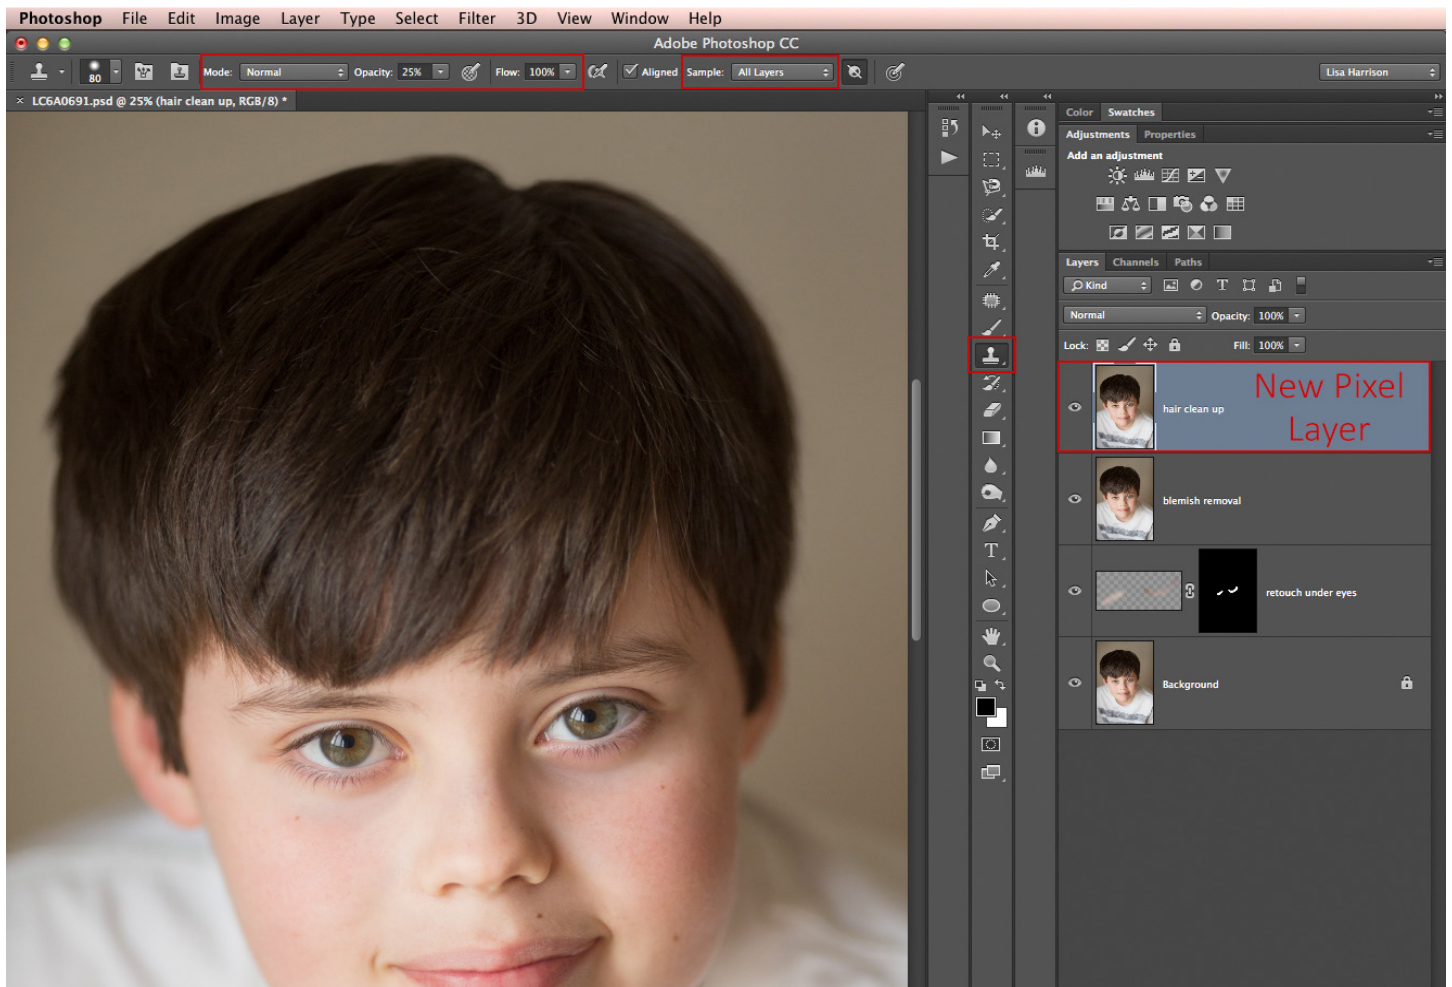 Photoshop File Edit Image Layer Type Select Filter 3D View Window Help
Adobe Photoshop CC
80 Mode: Normal Opacity: 25% Flow: 100% Aligned Sample: All Layers Lisa Harrison
× LC6A0691.psd @ 25% (hair clean up, RGB/8) *
Color Swatches
Adjustments Properties
Add an adjustment
Layers Channels Paths
Kind
Normal Opacity: 100%
Lock: Fill: 100%
hair clean up
New Pixel
Layer
blemish removal
retouch under eyes
Background